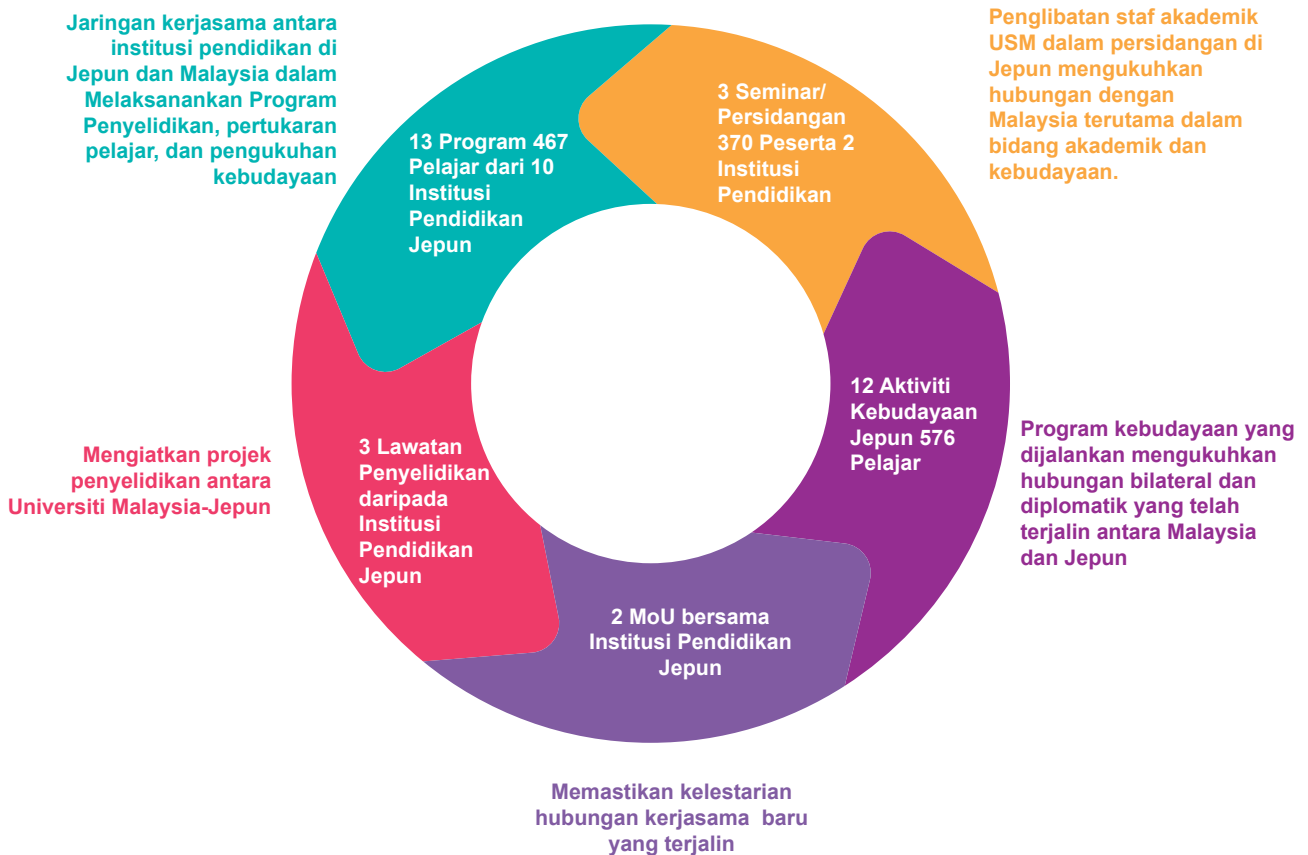 Jaringan kerjasama antara
institusi pendidikan di
Jepun dan Malaysia dalam
Melaksanankan Program
Penyelidikan, pertukaran
pelajar, dan pengukuhan
kebudayaan
13 Program 467
Pelajar dari 10
Institusi
Pendidikan
Jepun
3 Seminar/
Persidangan
370 Peserta 2
Institusi
Pendidikan
Penglibatan staf akademik
USM dalam persidangan di
Jepun mengukuhkan
hubungan dengan
Malaysia terutama dalam
bidang akademik dan
kebudayaan.
12 Aktiviti
Kebudayaan
Jepun 576
Pelajar
Program kebudayaan yang
dijalankan mengukuhkan
hubungan bilateral dan
diplomatik yang telah
terjalin antara Malaysia
dan Jepun
Mengiatkan projek
penyelidikan antara
Universiti Malaysia-Jepun
3 Lawatan
Penyelidikan
daripada
Institusi
Pendidikan
Jepun
2 MoU bersama
Institusi Pendidikan
Jepun
Memastikan kelestarian
hubungan kerjasama baru
yang terjalin